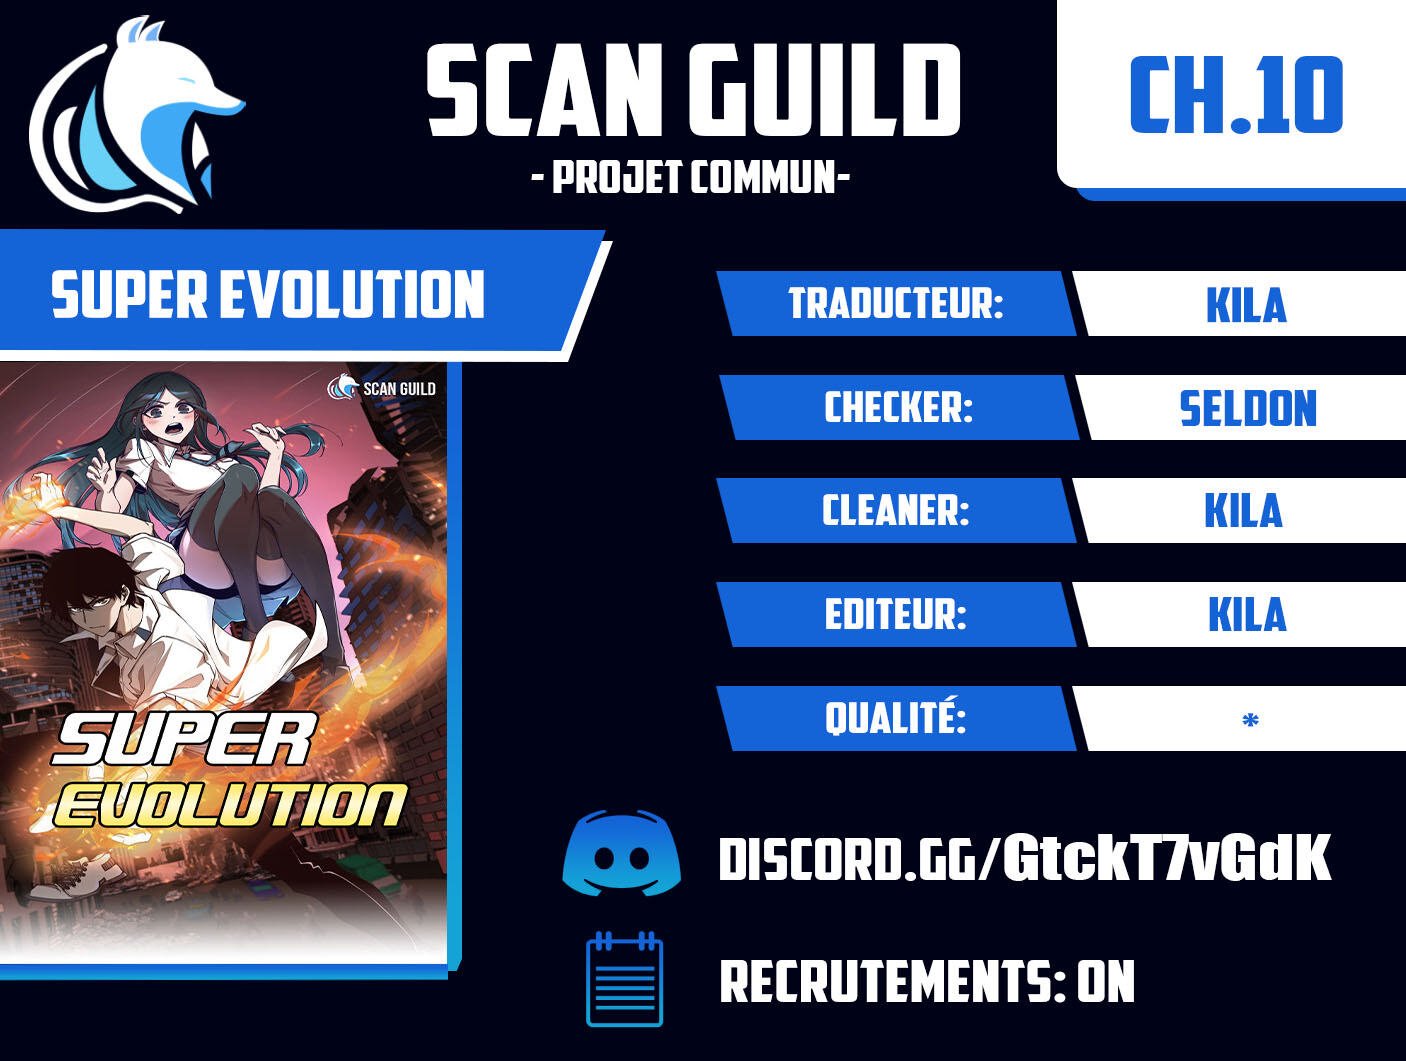 SCAN GUILD
- PROJET COMMUN-
CH.10
SUPER EVOLUTION
SCAN GUILD
SUPER
EVOLUTION
TRADUCTEUR: KILA
CHECKER: SELDON
CLEANER: KILA
EDITEUR: KILA
QUALITÉ: *
DISCORD.GG/GtckT7vGdK
RECRUTEMENTS: ON